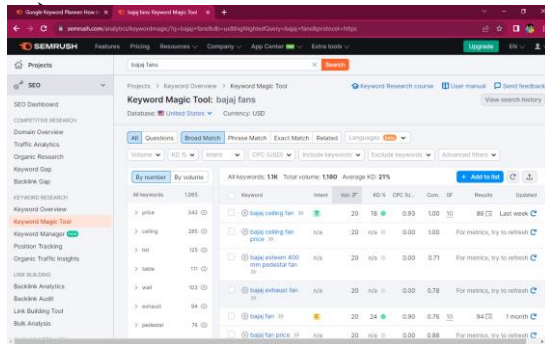 Google Keyword Planner: How to
bajaj fans: Keyword Magic Tool
semrush.com/analytics/keywordmagic/?q=bajaj+fans&db=us&highlightedQuery=bajaj+fans&protocol=https
SEMRUSH Features Pricing Resources Company App Center Extra tools Upgrade EN
Projects
bajaj fans Search
SEO
Projects > Keyword Overview > Keyword Magic Tool Keyword Research course User manual Send feedback
Keyword Magic Tool: bajaj fans View search history
Database: United States Currency: USD
SEO Dashboard
COMPETITIVE RESEARCH
Domain Overview
Traffic Analytics
Organic Research
Keyword Gap
Backlink Gap
KEYWORD RESEARCH
Keyword Overview
Keyword Magic Tool
Keyword Manager
Position Tracking
Organic Traffic Insights
LINK BUILDING
Backlink Analytics
Backlink Audit
Link Building Tool
Bulk Analysis
All Questions Broad Match Phrase Match Exact Match Related Languages beta
Volume KD % Intent CPC (USD) Include keywords Exclude keywords Advanced filters
By number By volume
All keywords: 1.1K Total volume: 1,180 Average KD: 21% + Add to list
All keywords 1,065
price 343
ceiling 285
list 125
table 111
wall 103
exhaust 94
pedestal 76
Keyword Intent Vol. KD % CPC (U... Com. SF Results Updated
bajaj ceiling fan T 20 18 0.93 1.00 10 86 Last week
bajaj ceiling fan price n/a 20 n/a 0.00 1.00 For metrics, try to refresh
bajaj esteem 400 mm pedestal fan n/a 20 n/a 0.00 0.71 For metrics, try to refresh
bajaj exhaust fan n/a 20 n/a 0.00 0.78 For metrics, try to refresh
bajaj fan C 20 24 0.90 0.76 10 94 1 month
bajaj fan price n/a 20 n/a 0.00 0.88 For metrics, try to refresh